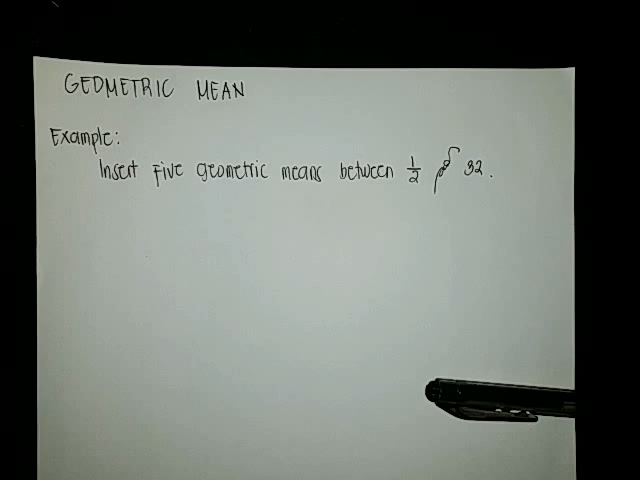 GEOMETRIC MEAN
Example:
Insert Five geometric means between 1/2 & 32.